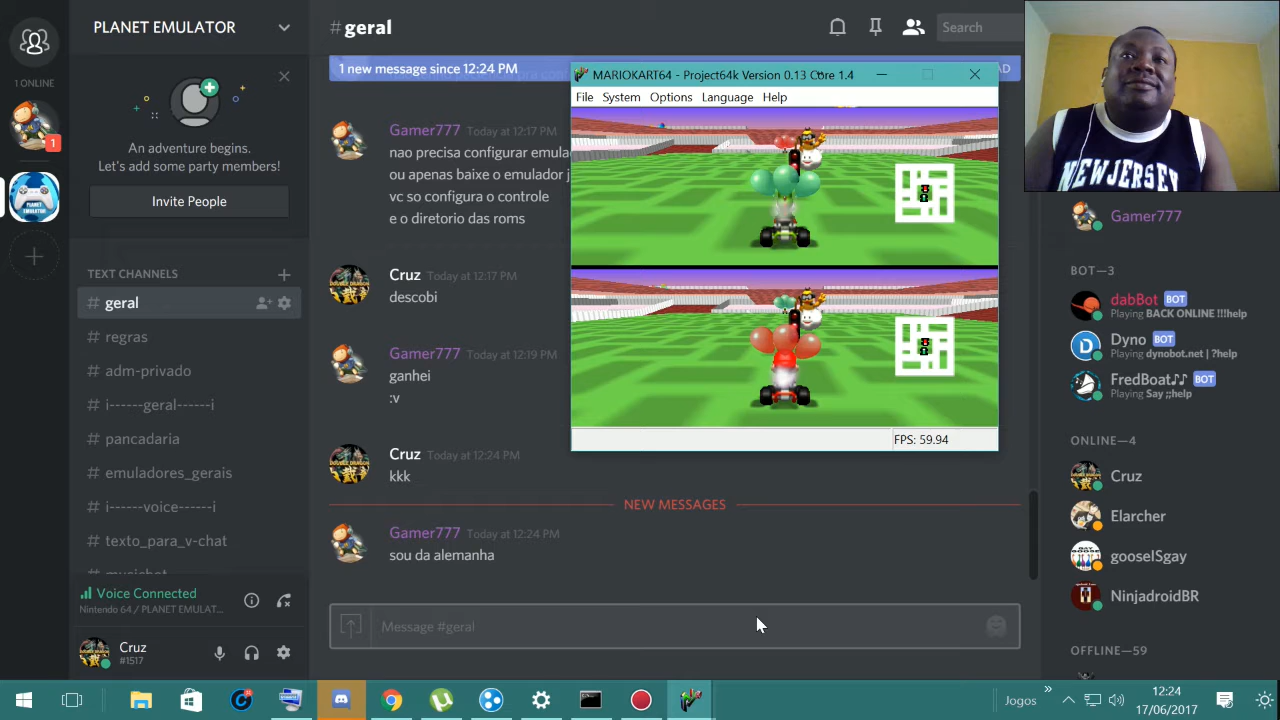 PLANET EMULATOR
#geral
Search
1 new message since 12:24 PM
1 ONLINE
1
An adventure begins.
Let's add some party members!
Invite People
TEXT CHANNELS
# geral
# regras
# adm-privado
# i------geral------i
# pancadaria
# emuladores_gerais
# i------voice------i
# texto_para_v-chat
Voice Connected
Nintendo 64 / PLANET EMULAT...
Cruz
#1517
Gamer777 Today at 12:17 PM
nao precisa configurar emula
ou apenas baixe o emulador j
vc so configura o controle
e o diretorio das roms
Cruz Today at 12:17 PM
descobi
Gamer777 Today at 12:19 PM
ganhei
:v
Cruz Today at 12:24 PM
kkk
NEW MESSAGES
Gamer777 Today at 12:24 PM
sou da alemanha
Message #geral
MARIOKART64 - Project64k Version 0.13 Core 1.4
File System Options Language Help
FPS: 59.94
NEW JERSEY
Gamer777
BOT—3
dabBot BOT
Playing BACK ONLINE !!!help
Dyno BOT
Playing dynobot.net | ?help
FredBoat♪♪ BOT
Playing Say ;;help
ONLINE—4
Cruz
Elarcher
gooseISgay
NinjadroidBR
OFFLINE—59
Jogos
12:24
17/06/2017